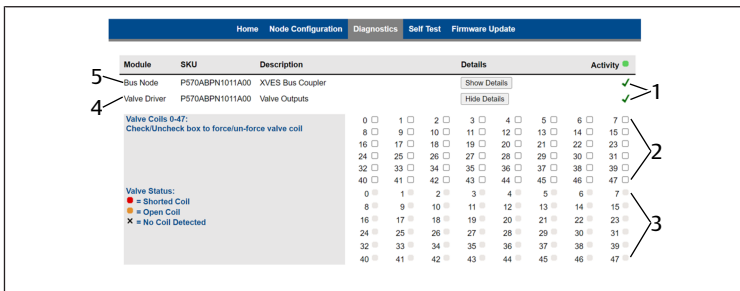 Home Node Configuration Diagnostics Self Test Firmware Update
Module SKU Description Details Activity
5 Bus Node P570ABPN1011A00 XVES Bus Coupler Show Details 1
4 Valve Driver P570ABPN1011A00 Valve Outputs Hide Details
Valve Coils 0-47: 0 1 2 3 4 5 6 7
Check/Uncheck box to force/un-force valve coil 8 9 10 11 12 13 14 15
16 17 18 19 20 21 22 23 2
24 25 26 27 28 29 30 31
32 33 34 35 36 37 38 39
40 41 42 43 44 45 46 47
Valve Status: 0 1 2 3 4 5 6 7
= Shorted Coil 8 9 10 11 12 13 14 15
= Open Coil 16 17 18 19 20 21 22 23 3
× = No Coil Detected 24 25 26 27 28 29 30 31
32 33 34 35 36 37 38 39
40 41 42 43 44 45 46 47